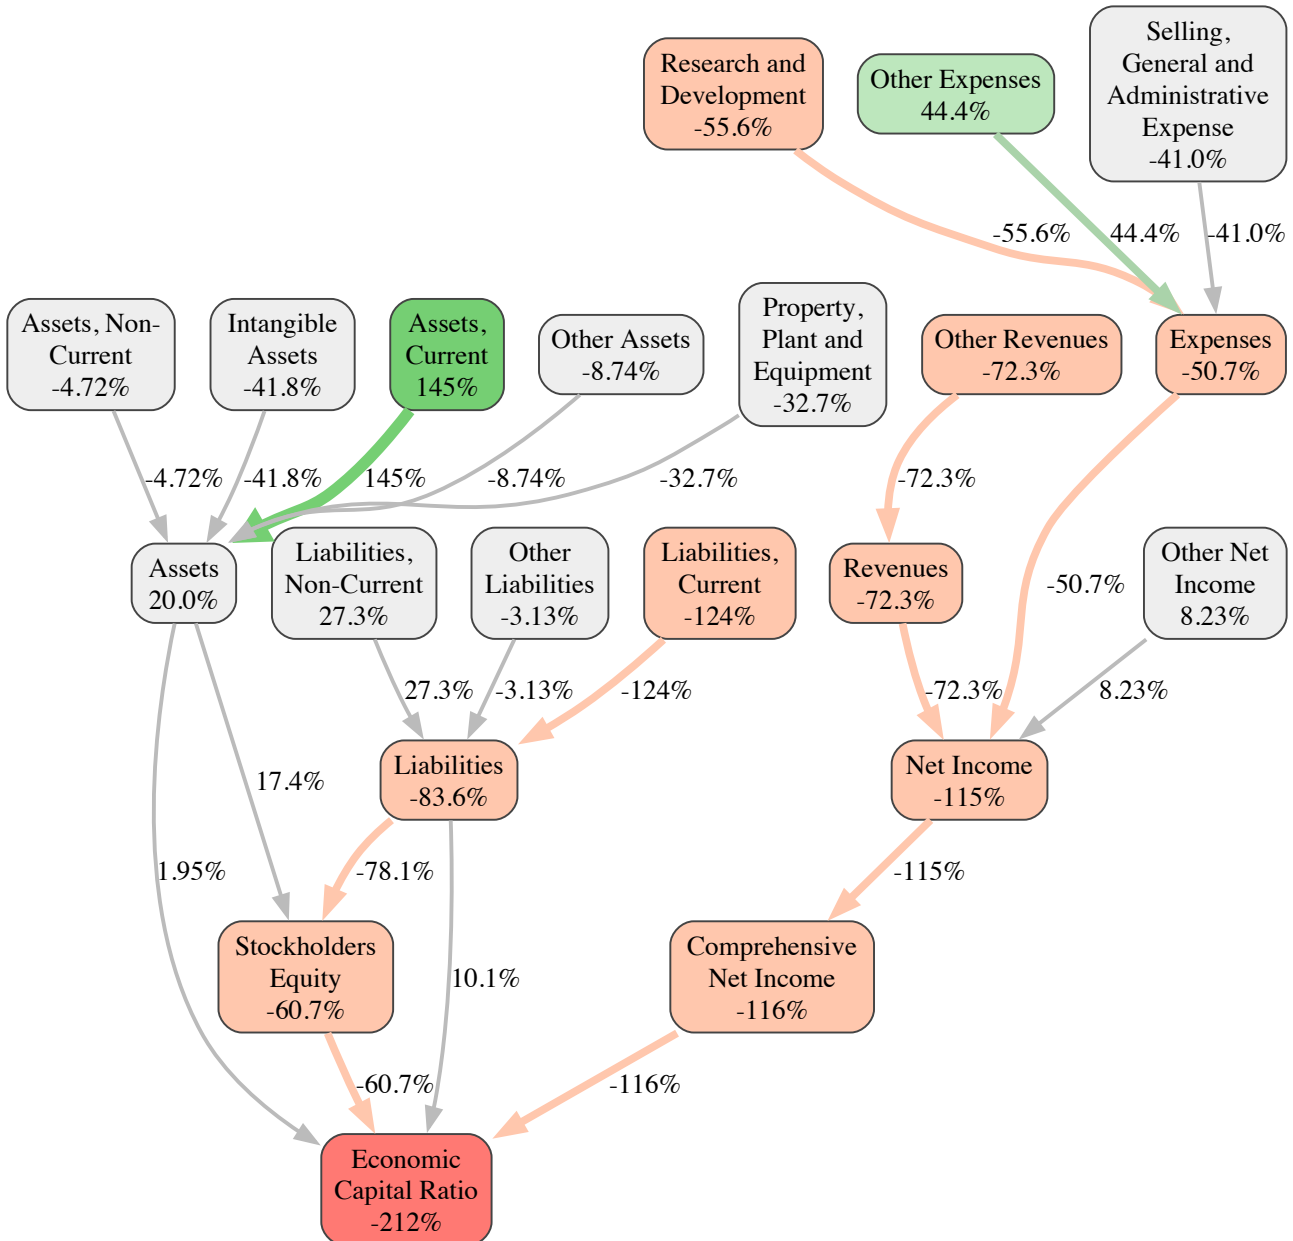 Research and
Development
-55.6%
Other Expenses
44.4%
Selling,
General and
Administrative
Expense
-41.0%
-55.6%
44.4%
-41.0%
Assets, Non-
Current
-4.72%
Intangible
Assets
-41.8%
Assets,
Current
145%
Other Assets
-8.74%
Property,
Plant and
Equipment
-32.7%
Other Revenues
-72.3%
Expenses
-50.7%
-4.72%
-41.8%
145%
-8.74%
-32.7%
-72.3%
Assets
20.0%
Liabilities,
Non-Current
27.3%
Other
Liabilities
-3.13%
Liabilities,
Current
-124%
Revenues
-72.3%
-50.7%
Other Net
Income
8.23%
27.3%
-3.13%
-124%
-72.3%
8.23%
17.4%
Liabilities
-83.6%
Net Income
-115%
1.95%
-78.1%
-115%
Stockholders
Equity
-60.7%
10.1%
Comprehensive
Net Income
-116%
-60.7%
-116%
Economic
Capital Ratio
-212%